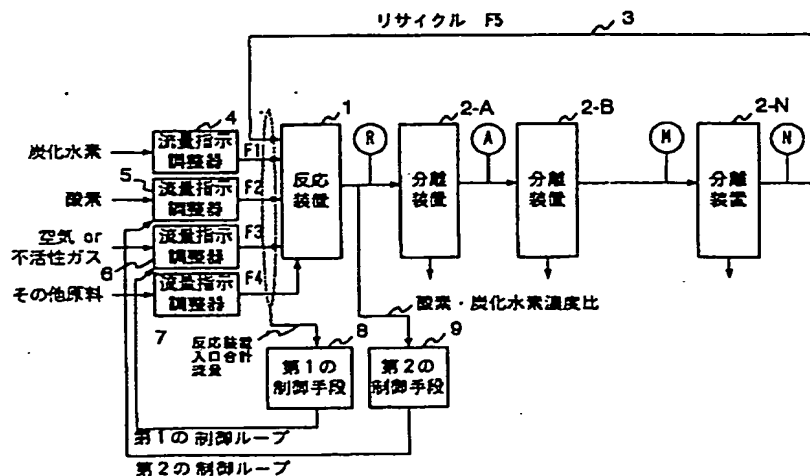 リサイクル F5
3
4
1
2-A
2-B
2-N
炭化水素
流量指示
調整器
F1
R
A
M
N
5
酸素
流量指示
調整器
F2
反応
装置
分離
装置
分離
装置
分離
装置
空気 or
不活性ガス
流量指示
調整器
F3
6
その他原料
流量指示
調整器
F4
酸素・炭化水素濃度比
7
反応装置
入口合計
流量
8
9
第1の
制御手段
第2の
制御手段
第1の制御ループ
第2の制御ループ